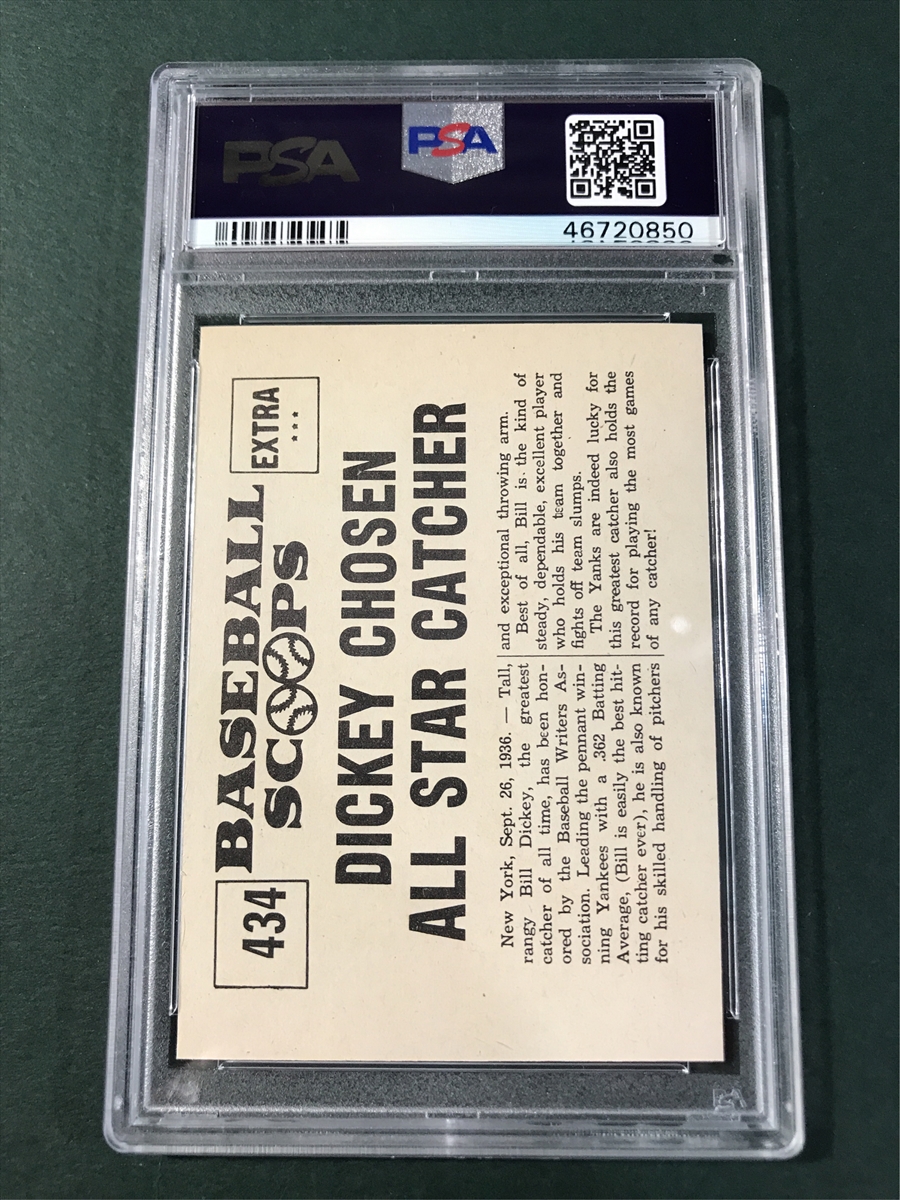 PSA
PSA
46720850
434
BASEBALL
SCOOPS
EXTRA
***
DICKEY CHOSEN
ALL STAR CATCHER
New York, Sept. 26, 1936. — Tall,
rangy Bill Dickey, the greatest
catcher of all time, has been hon-
ored by the Baseball Writers As-
sociation. Leading the pennant win-
ning Yankees with a .362 Batting
Average, (Bill is easily the best hit-
ting catcher ever), he is also known
for his skilled handling of pitchers
and exceptional throwing arm.
Best of all, Bill is the kind of
steady, dependable, excellent player
who holds his team together and
fights off team slumps.
The Yanks are indeed lucky for
this greatest catcher also holds the
record for playing the most games
of any catcher!